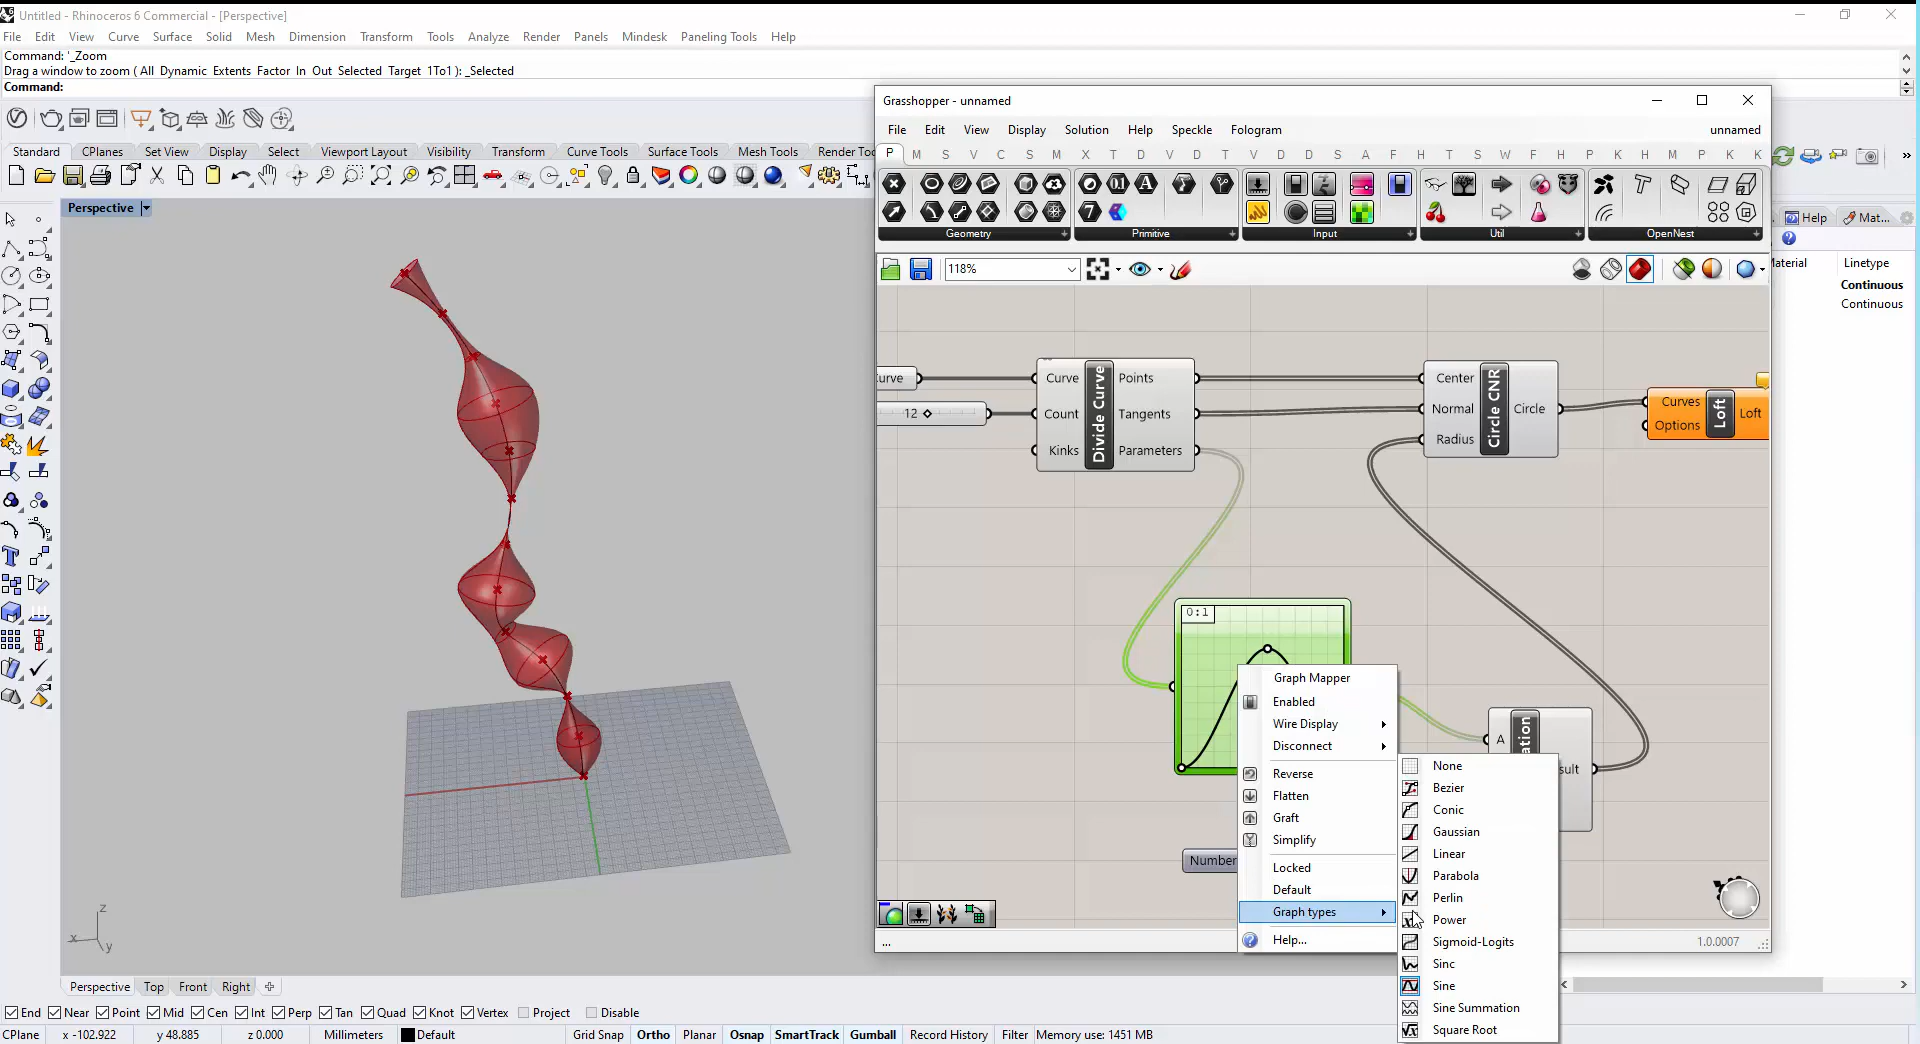 Untitled - Rhinoceros 6 Commercial - [Perspective]
File Edit View Curve Surface Solid Mesh Dimension Transform Tools Analyze Render Panels Mindesk Paneling Tools Help
Command: '_Zoom
Drag a window to zoom ( All Dynamic Extents Factor In Out Selected Target 1To1 ): _Selected
Command:
Standard CPlanes Set View Display Select Viewport Layout Visibility Transform Curve Tools Surface Tools Mesh Tools Render Too
Perspective
Grasshopper - unnamed
File Edit View Display Solution Help Speckle Fologram unnamed
P M S V C S M X T D V D T V D D S A F H T S W F H P K H M P K K
Geometry Primitive Input Util OpenNest
118%
Help Mat...
Material Linetype
Continuous
Continuous
urve
12
Curve Points
Count Tangents
Kinks Parameters
Divide Curve
Center
Normal Circle
Radius
Circle CNR
Curves Loft
Options
Loft
0:1
A
ation
sult
Number
Graph Mapper
Enabled
Wire Display
Disconnect
Reverse
Flatten
Graft
Simplify
Locked
Default
Graph types
Help...
None
Bezier
Conic
Gaussian
Linear
Parabola
Perlin
Power
Sigmoid-Logits
Sinc
Sine
Sine Summation
Square Root
...
1.0.0007
z
x
y
Perspective Top Front Right
End Near Point Mid Cen Int Perp Tan Quad Knot Vertex Project Disable
CPlane x -102.922 y 48.885 z 0.000 Millimeters Default Grid Snap Ortho Planar Osnap SmartTrack Gumball Record History Filter Memory use: 1451 MB